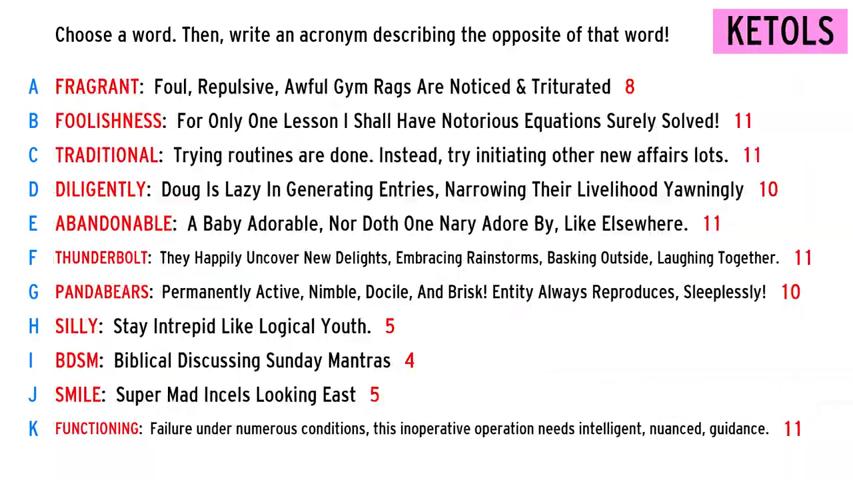 Choose a word. Then, write an acronym describing the opposite of that word!
KETOLS
A FRAGRANT: Foul, Repulsive, Awful Gym Rags Are Noticed & Triturated 8
B FOOLISHNESS: For Only One Lesson I Shall Have Notorious Equations Surely Solved! 11
C TRADITIONAL: Trying routines are done. Instead, try initiating other new affairs lots. 11
D DILIGENTLY: Doug Is Lazy In Generating Entries, Narrowing Their Livelihood Yawningly 10
E ABANDONABLE: A Baby Adorable, Nor Doth One Nary Adore By, Like Elsewhere. 11
F THUNDERBOLT: They Happily Uncover New Delights, Embracing Rainstorms, Basking Outside, Laughing Together. 11
G PANDABEARS: Permanently Active, Nimble, Docile, And Brisk! Entity Always Reproduces, Sleeplessly! 10
H SILLY: Stay Intrepid Like Logical Youth. 5
I BDSM: Biblical Discussing Sunday Mantras 4
J SMILE: Super Mad Incels Looking East 5
K FUNCTIONING: Failure under numerous conditions, this inoperative operation needs intelligent, nuanced, guidance. 11